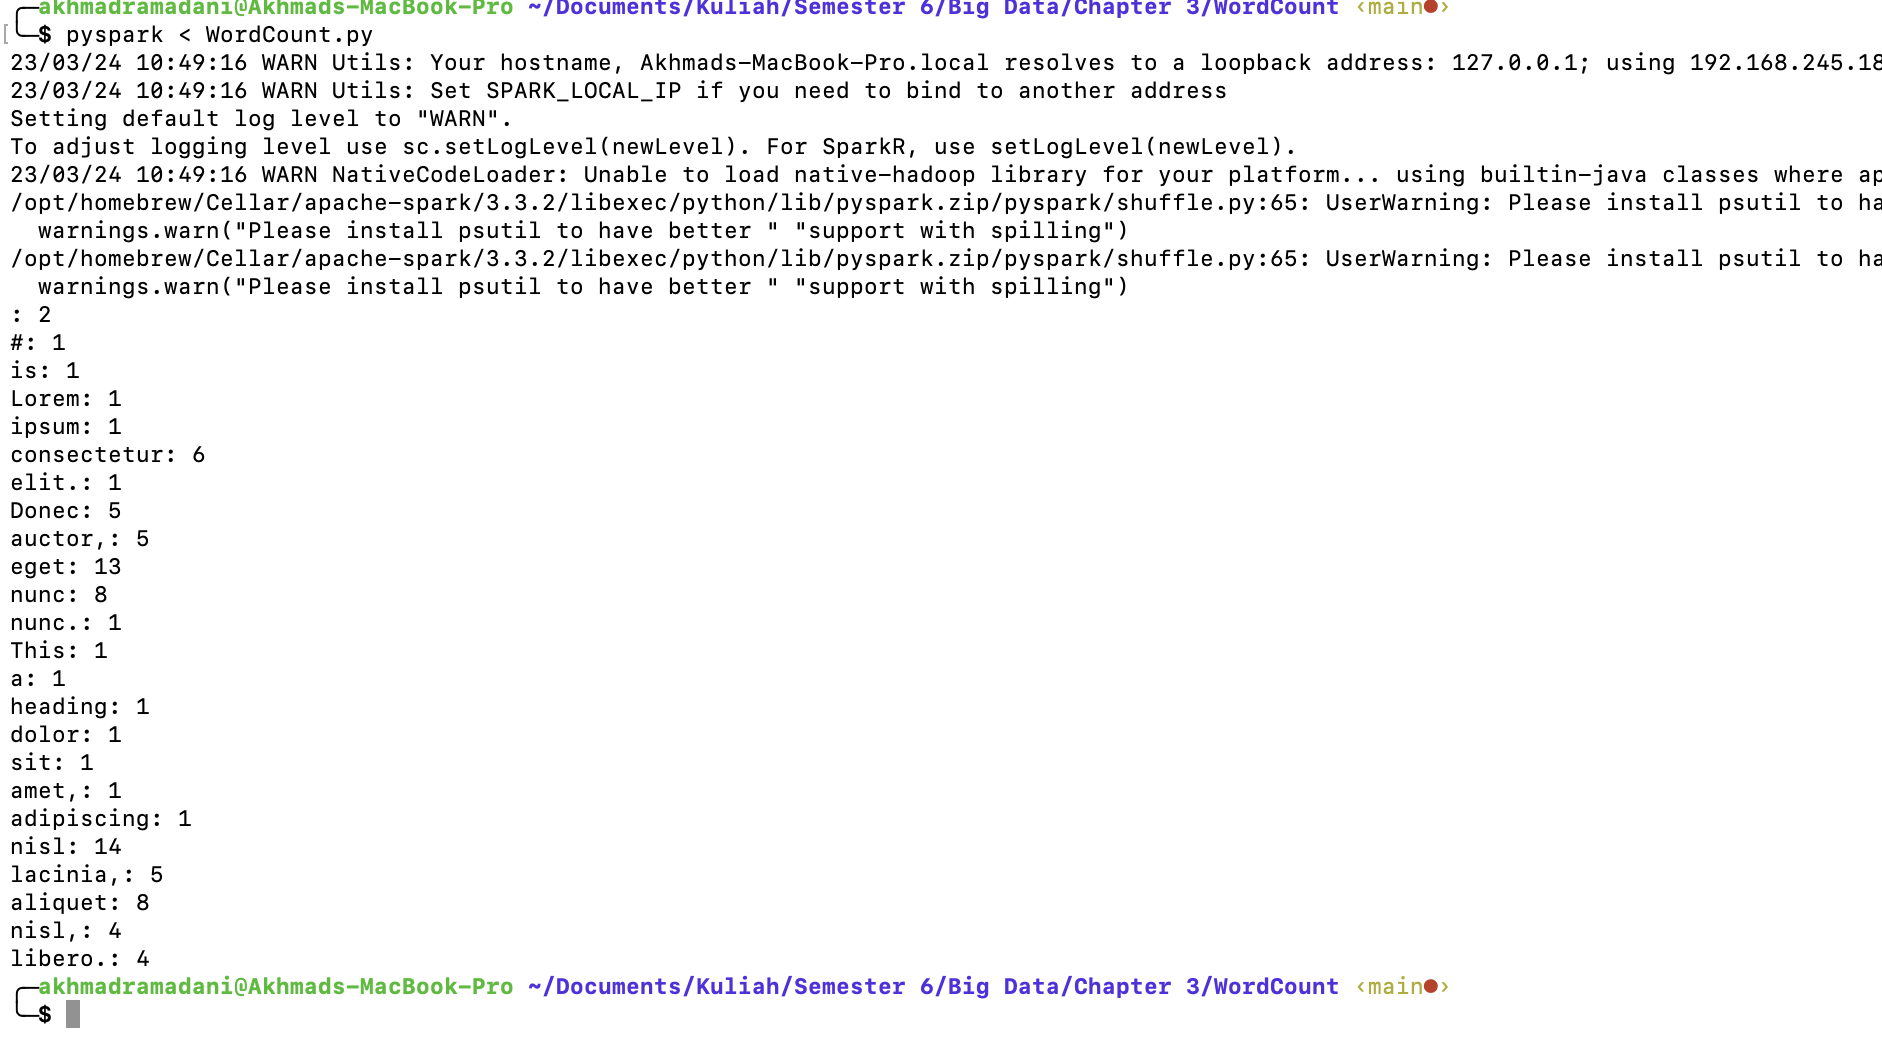 akhmadramadani@Akhmads-MacBook-Pro ~/Documents/Kuliah/Semester 6/Big Data/Chapter 3/WordCount ‹main●›
$ pyspark < WordCount.py
23/03/24 10:49:16 WARN Utils: Your hostname, Akhmads-MacBook-Pro.local resolves to a loopback address: 127.0.0.1; using 192.168.245.18
23/03/24 10:49:16 WARN Utils: Set SPARK_LOCAL_IP if you need to bind to another address
Setting default log level to "WARN".
To adjust logging level use sc.setLogLevel(newLevel). For SparkR, use setLogLevel(newLevel).
23/03/24 10:49:16 WARN NativeCodeLoader: Unable to load native-hadoop library for your platform... using builtin-java classes where ap
/opt/homebrew/Cellar/apache-spark/3.3.2/libexec/python/lib/pyspark.zip/pyspark/shuffle.py:65: UserWarning: Please install psutil to ha
  warnings.warn("Please install psutil to have better " "support with spilling")
/opt/homebrew/Cellar/apache-spark/3.3.2/libexec/python/lib/pyspark.zip/pyspark/shuffle.py:65: UserWarning: Please install psutil to ha
  warnings.warn("Please install psutil to have better " "support with spilling")
: 2
#: 1
is: 1
Lorem: 1
ipsum: 1
consectetur: 6
elit.: 1
Donec: 5
auctor,: 5
eget: 13
nunc: 8
nunc.: 1
This: 1
a: 1
heading: 1
dolor: 1
sit: 1
amet,: 1
adipiscing: 1
nisl: 14
lacinia,: 5
aliquet: 8
nisl,: 4
libero.: 4
akhmadramadani@Akhmads-MacBook-Pro ~/Documents/Kuliah/Semester 6/Big Data/Chapter 3/WordCount ‹main●›
$